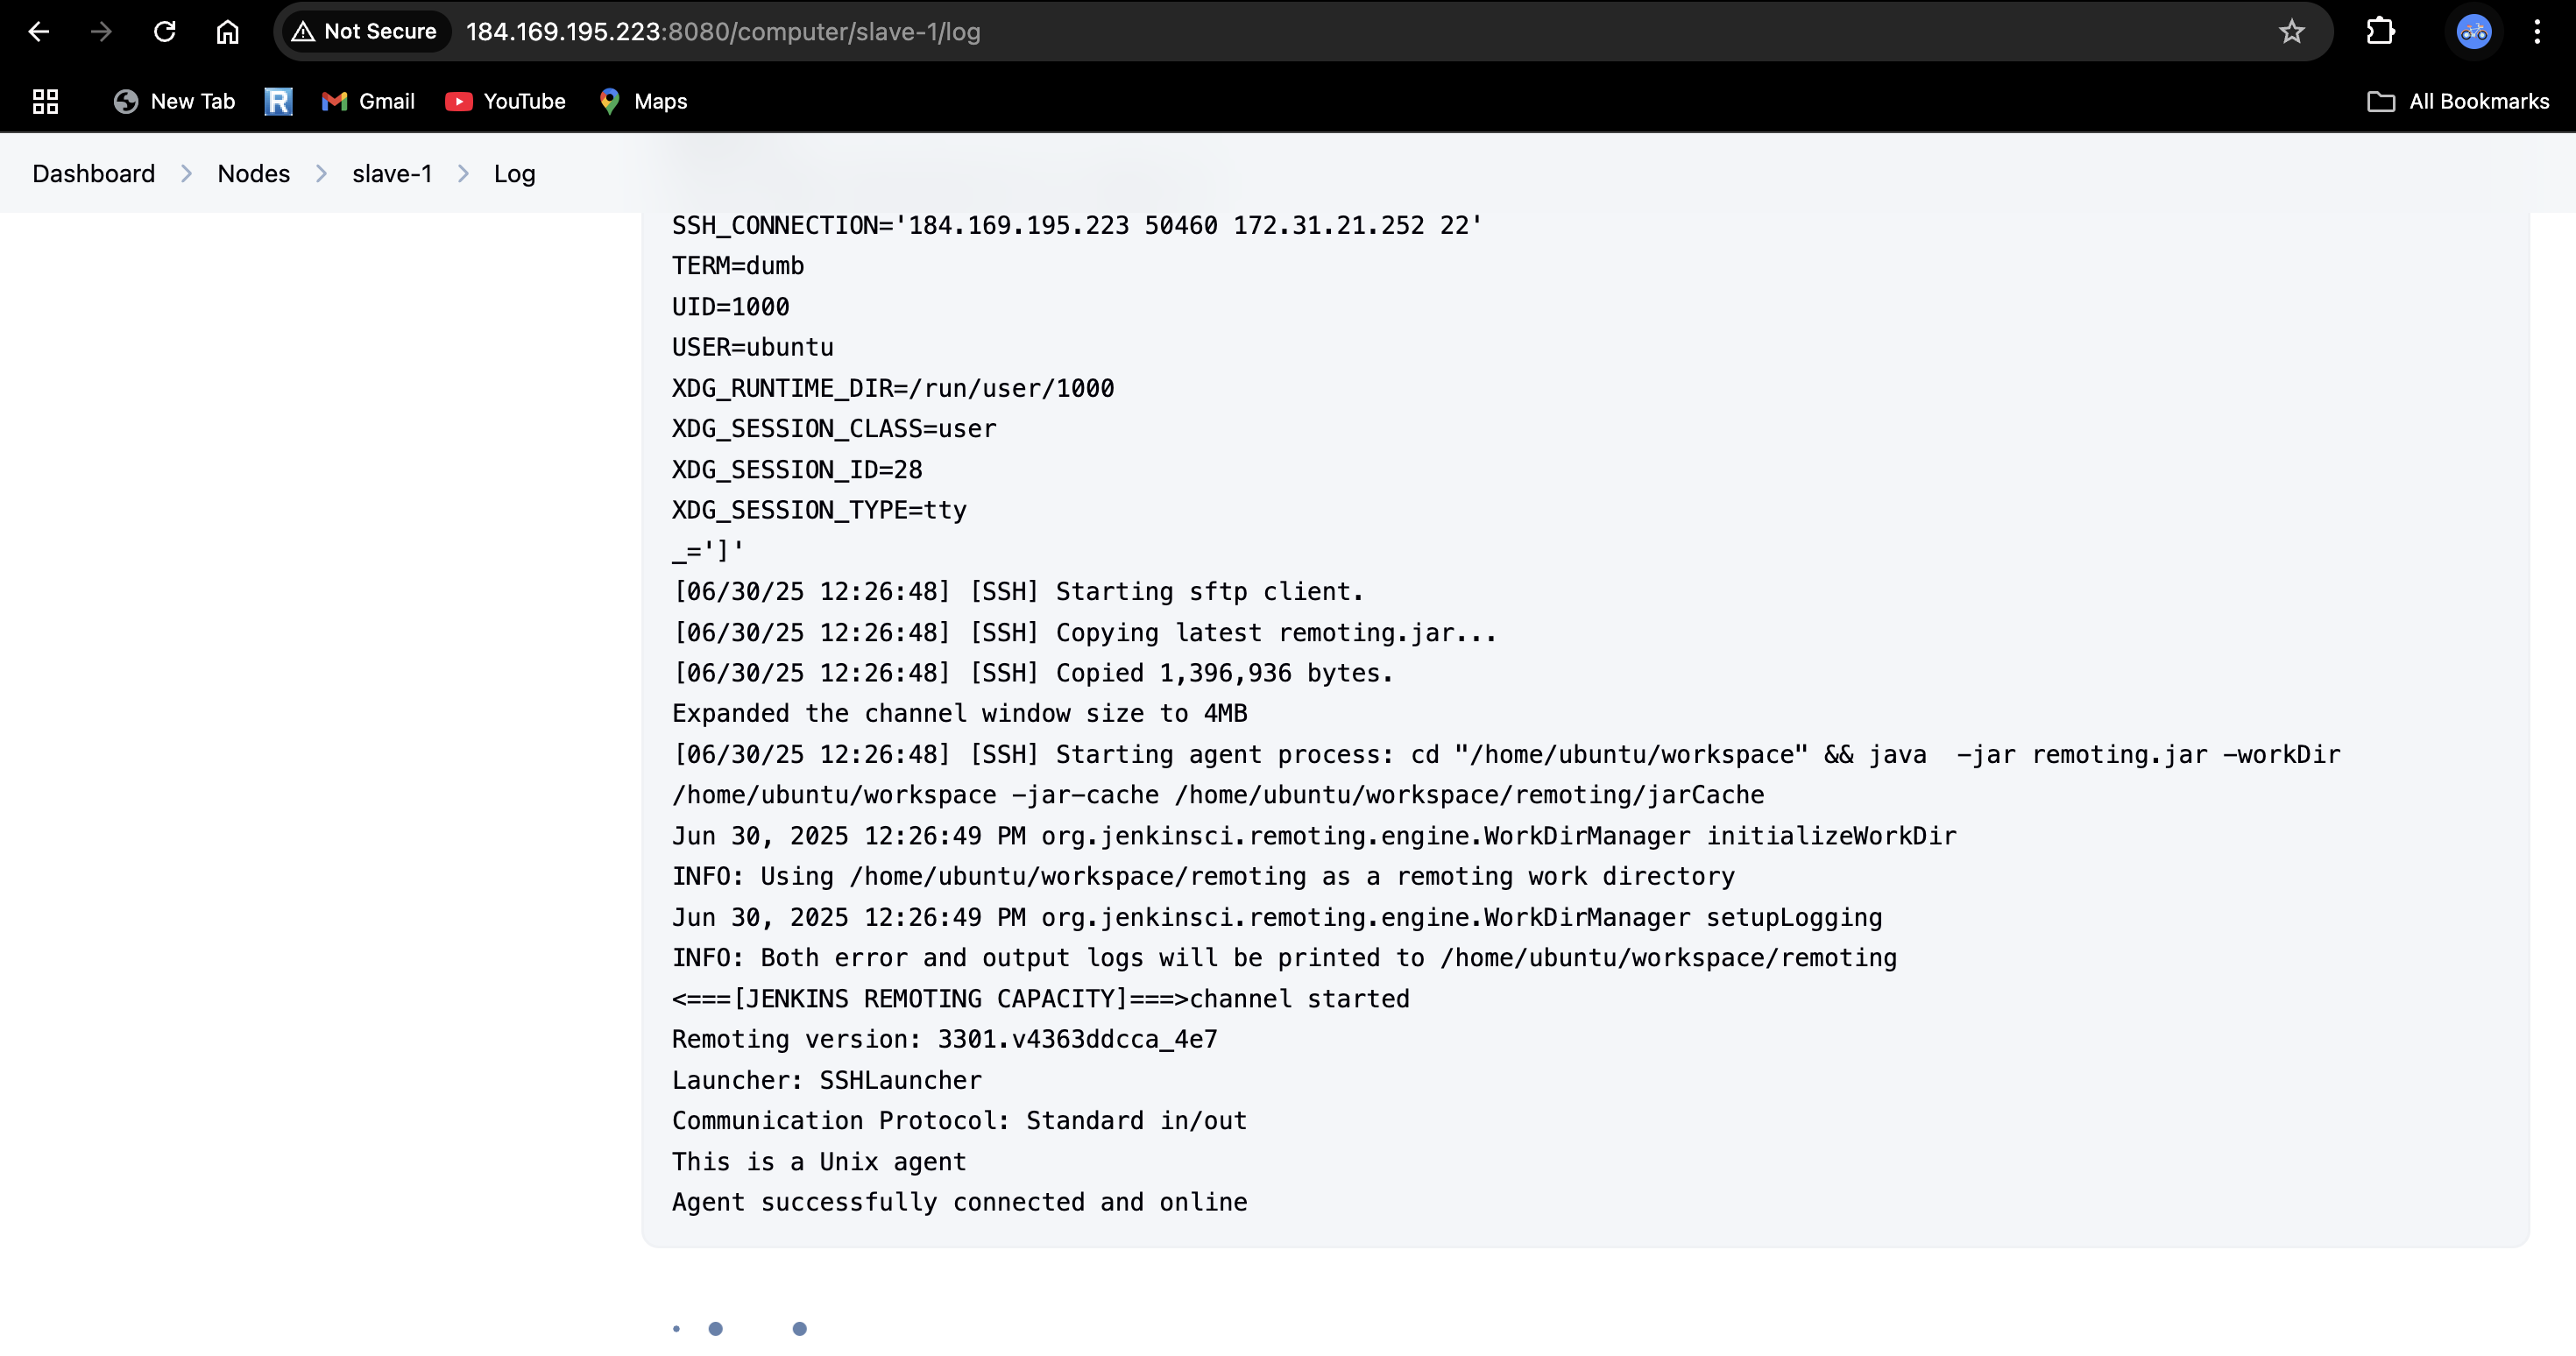 Not Secure 184.169.195.223:8080/computer/slave-1/log
New Tab R Gmail YouTube Maps All Bookmarks
Dashboard > Nodes > slave-1 > Log
SSH_CONNECTION='184.169.195.223 50460 172.31.21.252 22'
TERM=dumb
UID=1000
USER=ubuntu
XDG_RUNTIME_DIR=/run/user/1000
XDG_SESSION_CLASS=user
XDG_SESSION_ID=28
XDG_SESSION_TYPE=tty
_=']'
[06/30/25 12:26:48] [SSH] Starting sftp client.
[06/30/25 12:26:48] [SSH] Copying latest remoting.jar...
[06/30/25 12:26:48] [SSH] Copied 1,396,936 bytes.
Expanded the channel window size to 4MB
[06/30/25 12:26:48] [SSH] Starting agent process: cd "/home/ubuntu/workspace" && java  -jar remoting.jar -workDir
/home/ubuntu/workspace -jar-cache /home/ubuntu/workspace/remoting/jarCache
Jun 30, 2025 12:26:49 PM org.jenkinsci.remoting.engine.WorkDirManager initializeWorkDir
INFO: Using /home/ubuntu/workspace/remoting as a remoting work directory
Jun 30, 2025 12:26:49 PM org.jenkinsci.remoting.engine.WorkDirManager setupLogging
INFO: Both error and output logs will be printed to /home/ubuntu/workspace/remoting
<===[JENKINS REMOTING CAPACITY]===>channel started
Remoting version: 3301.v4363ddcca_4e7
Launcher: SSHLauncher
Communication Protocol: Standard in/out
This is a Unix agent
Agent successfully connected and online